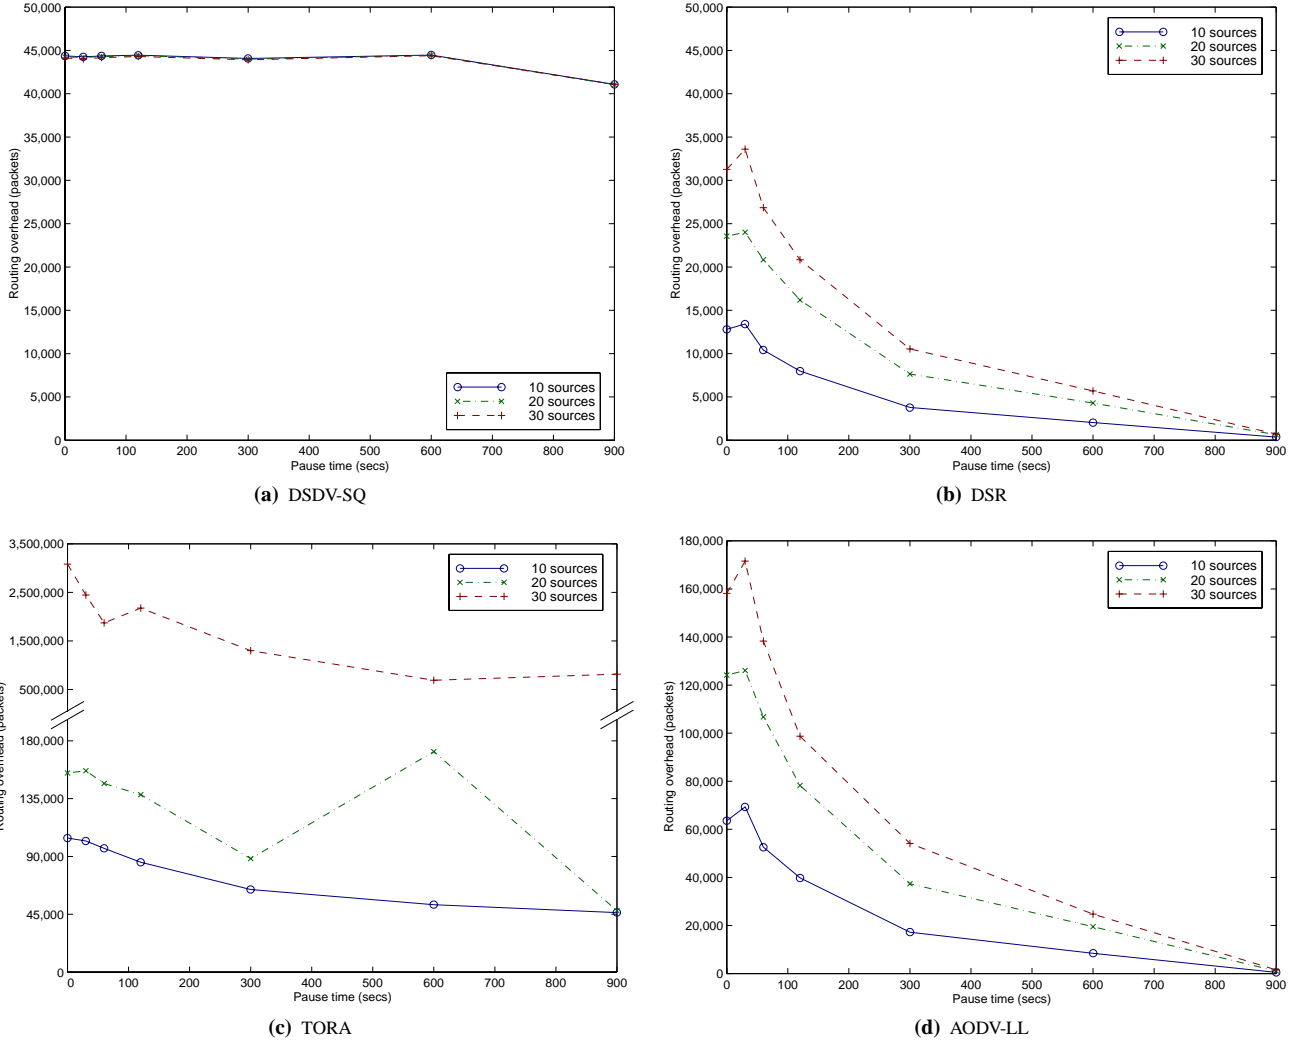 50,000
45,000
40,000
35,000
30,000
25,000
20,000
15,000
10,000
5,000
0
Routing overhead (packets)
10 sources
20 sources
30 sources
0 100 200 300 400 500 600 700 800 900
Pause time (secs)
(a) DSDV-SQ
50,000
45,000
40,000
35,000
30,000
25,000
20,000
15,000
10,000
5,000
0
Routing overhead (packets)
10 sources
20 sources
30 sources
0 100 200 300 400 500 600 700 800 900
Pause time (secs)
(b) DSR
3,500,000
2,500,000
1,500,000
500,000
180,000
135,000
90,000
45,000
0
Routing overhead (packets)
10 sources
20 sources
30 sources
0 100 200 300 400 500 600 700 800 900
Pause time (secs)
(c) TORA
180,000
160,000
140,000
120,000
100,000
80,000
60,000
40,000
20,000
0
Routing overhead (packets)
10 sources
20 sources
30 sources
0 100 200 300 400 500 600 700 800 900
Pause time (secs)
(d) AODV-LL